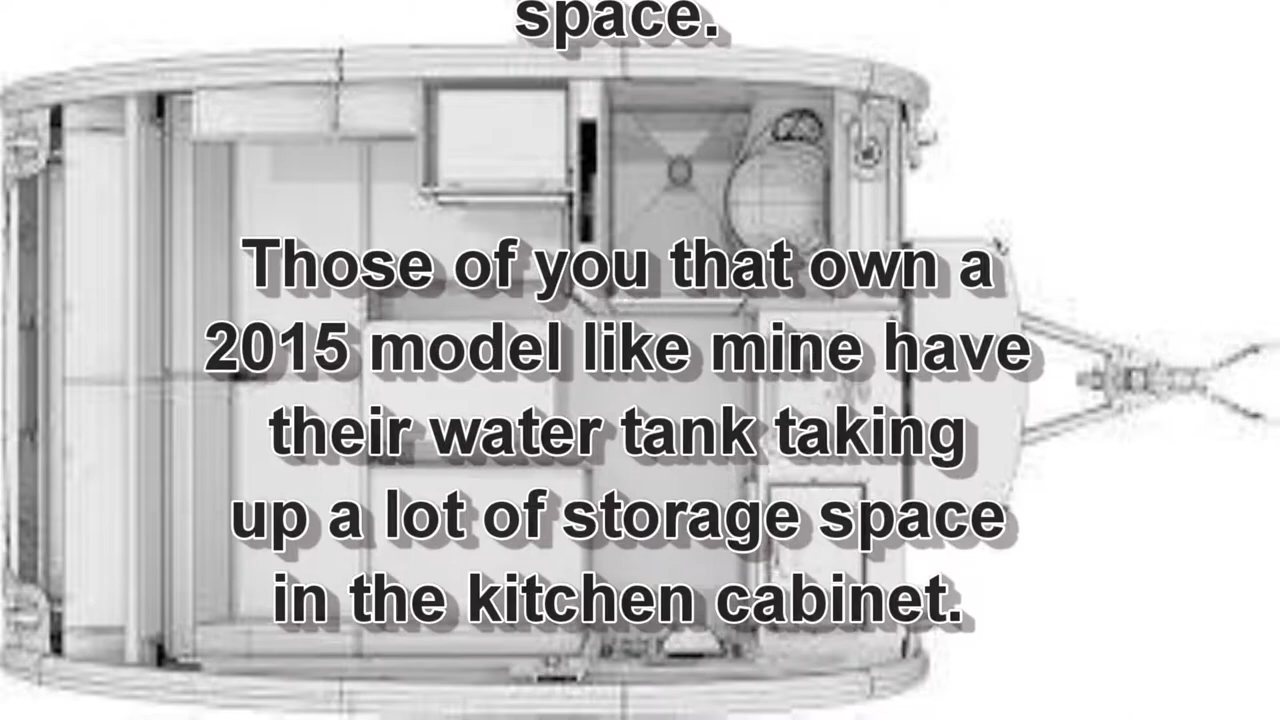 space.
Those of you that own a
2015 model like mine have
their water tank taking
up a lot of storage space
in the kitchen cabinet.